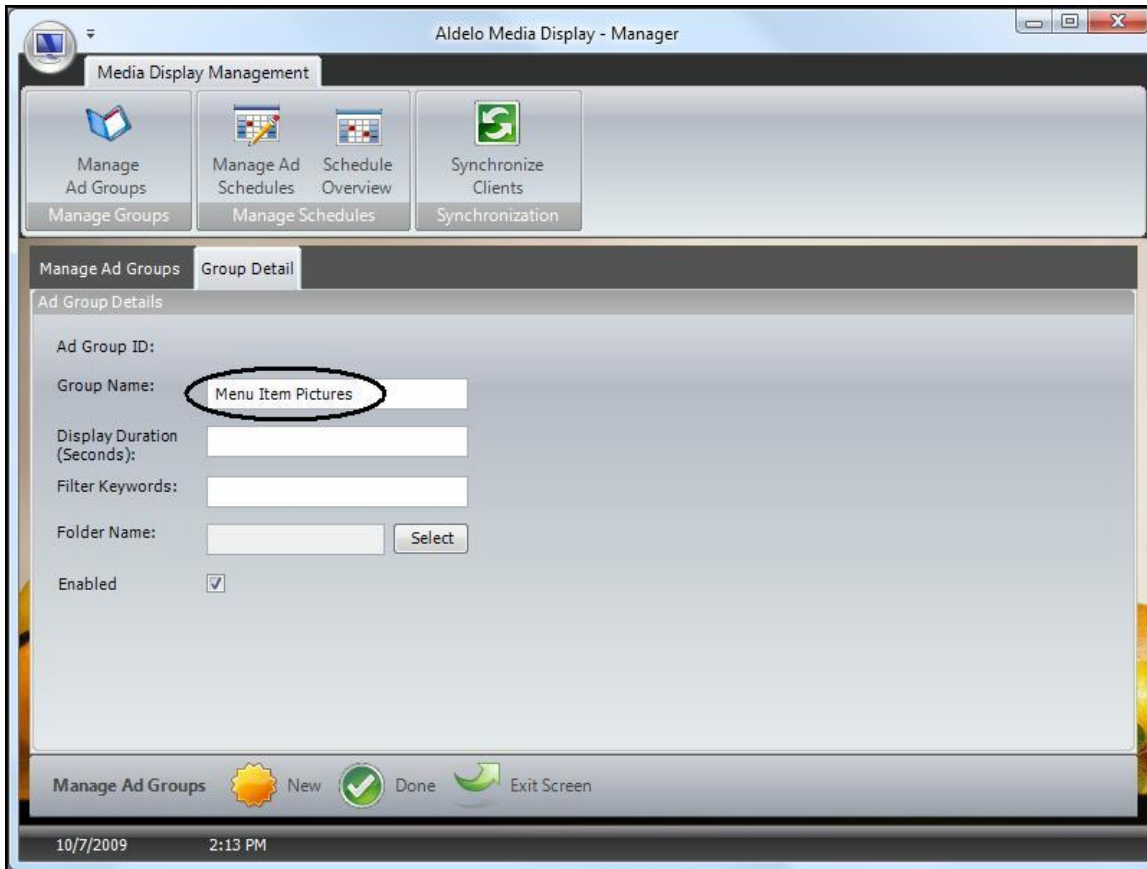 Aldelo Media Display - Manager
Media Display Management
Manage
Ad Groups
Manage Ad
Schedules
Schedule
Overview
Synchronize
Clients
Manage Groups
Manage Schedules
Synchronization
Manage Ad Groups
Group Detail
Ad Group Details
Ad Group ID:
Group Name:
Menu Item Pictures
Display Duration
(Seconds):
Filter Keywords:
Folder Name:
Select
Enabled
Manage Ad Groups
New
Done
Exit Screen
10/7/2009
2:13 PM